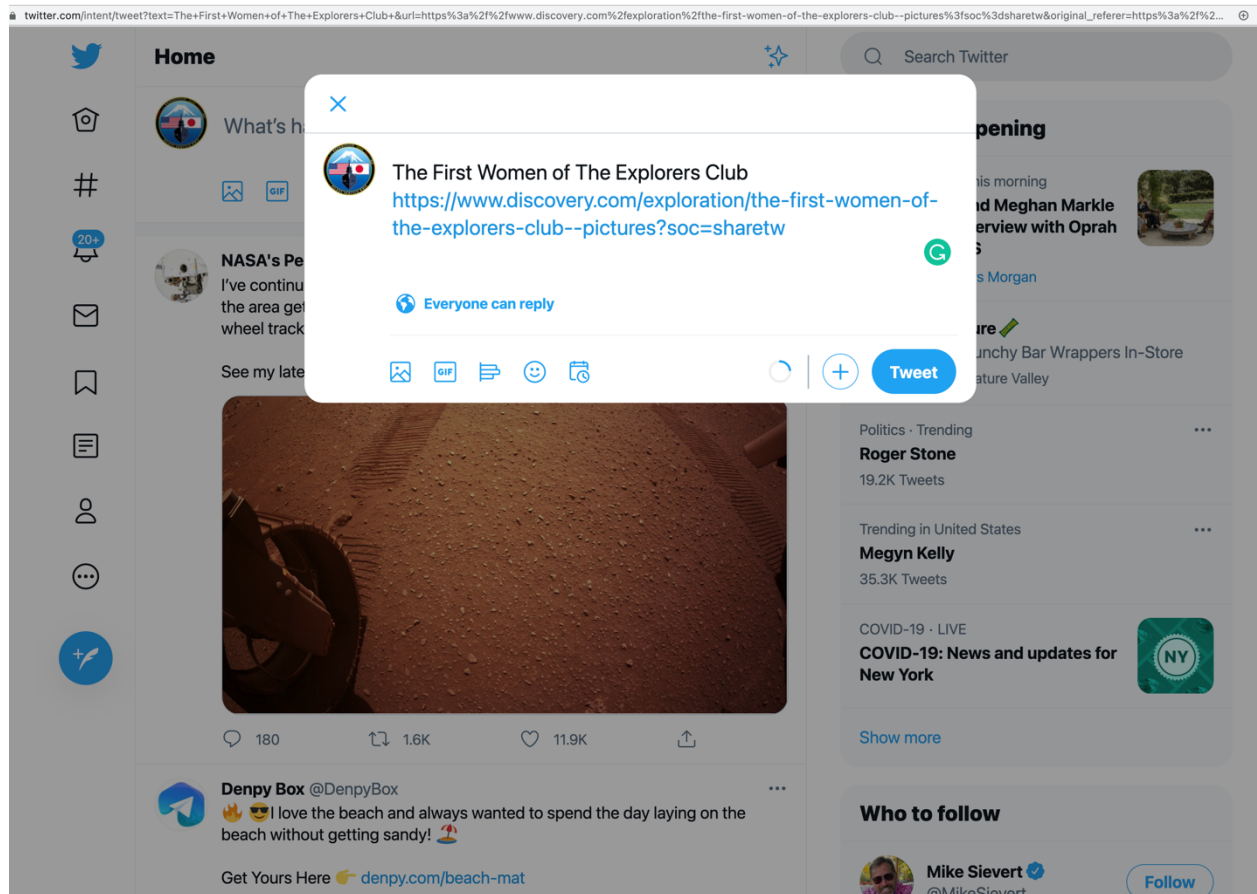 twitter.com/intent/tweet?text=The+First+Women+of+The+Explorers+Club+&url=https%3a%2f%2fwww.discovery.com%2fexploration%2fthe-first-women-of-the-explorers-club--pictures%3fsoc%3dsharetw&original_referer=https%3a%2f%2...
Home
Search Twitter
What's h
The First Women of The Explorers Club
https://www.discovery.com/exploration/the-first-women-of-
the-explorers-club--pictures?soc=sharetw
Everyone can reply
GIF
Tweet
GIF
20+
NASA's Pe
I've continu
the area get
wheel track
See my late
180
1.6K
11.9K
Denpy Box @DenpyBox
🔥 😎I love the beach and always wanted to spend the day laying on the
beach without getting sandy! 🏖️
Get Yours Here 👉 denpy.com/beach-mat
pening
his morning
nd Meghan Markle
erview with Oprah
S
s Morgan
ure
unchy Bar Wrappers In-Store
ature Valley
Politics · Trending
Roger Stone
19.2K Tweets
Trending in United States
Megyn Kelly
35.3K Tweets
COVID-19 · LIVE
COVID-19: News and updates for
New York
NY
Show more
Who to follow
Mike Sievert
@MikeSievert
Follow